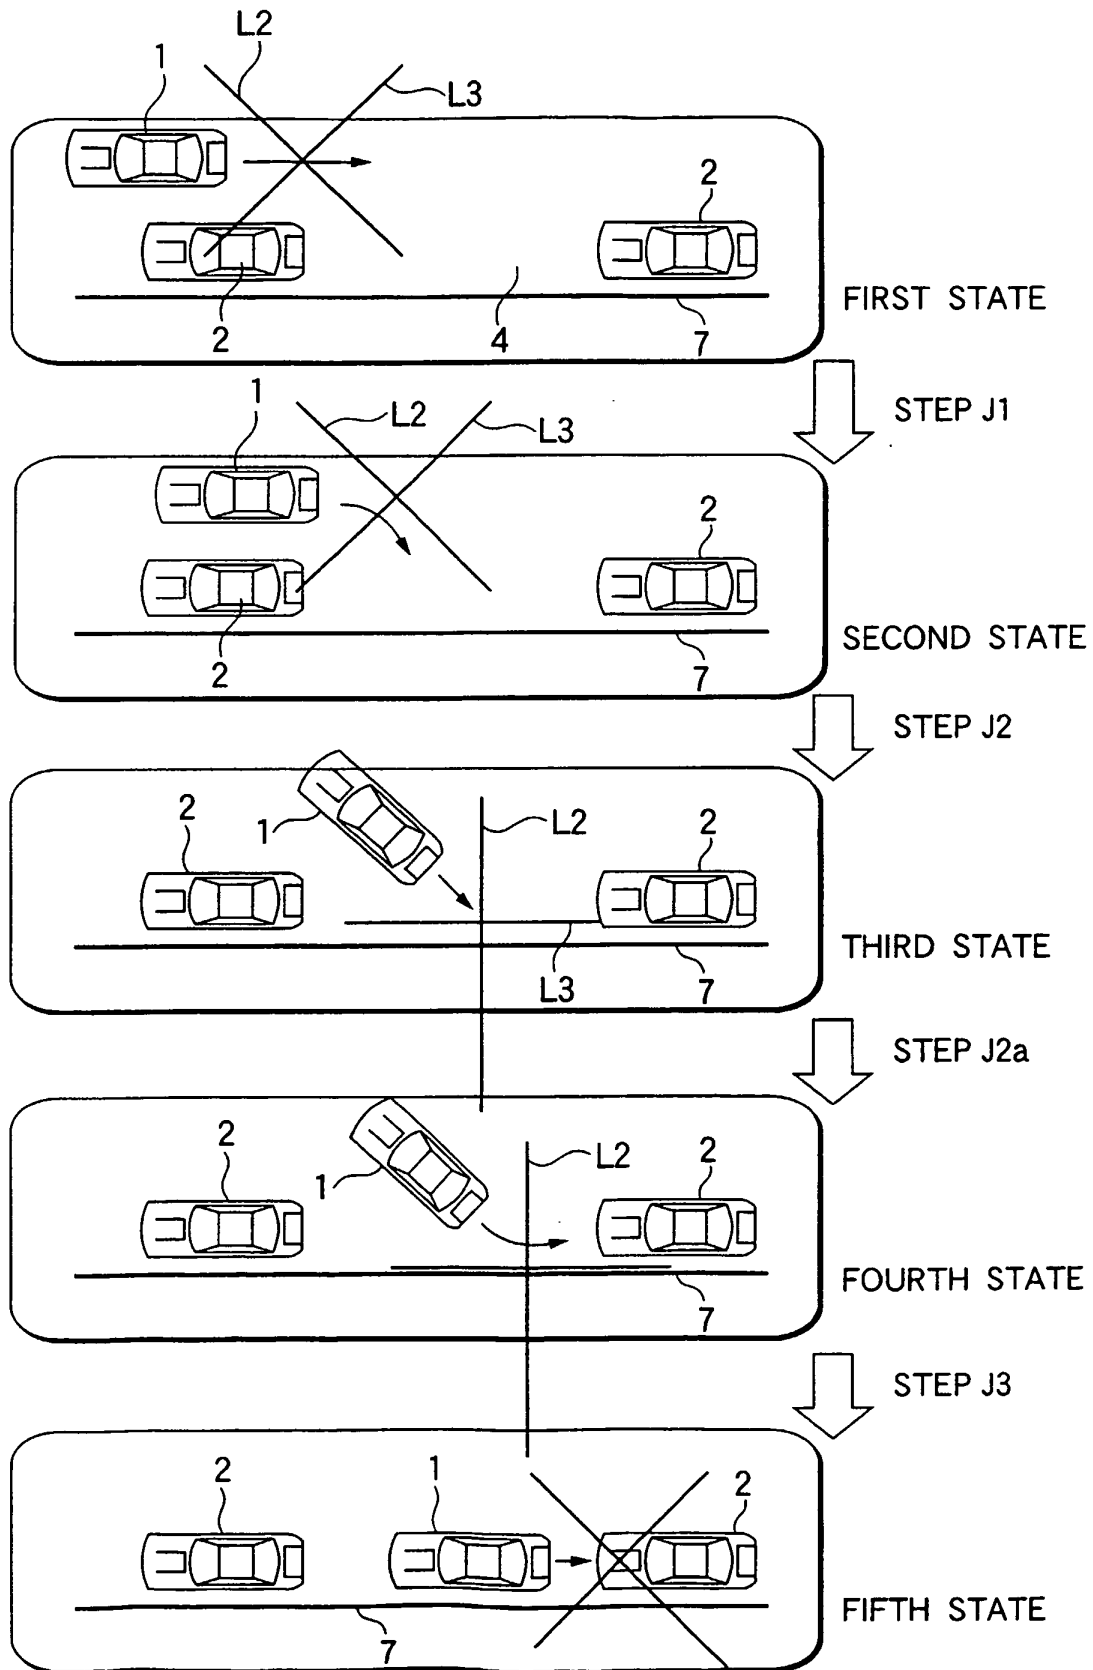 L2
1
L3
2
2
4
7
FIRST STATE
STEP J1
1
L2
L3
2
2
7
SECOND STATE
STEP J2
2
1
L2
2
L3
7
THIRD STATE
STEP J2a
2
1
L2
2
7
FOURTH STATE
STEP J3
2
1
2
7
FIFTH STATE